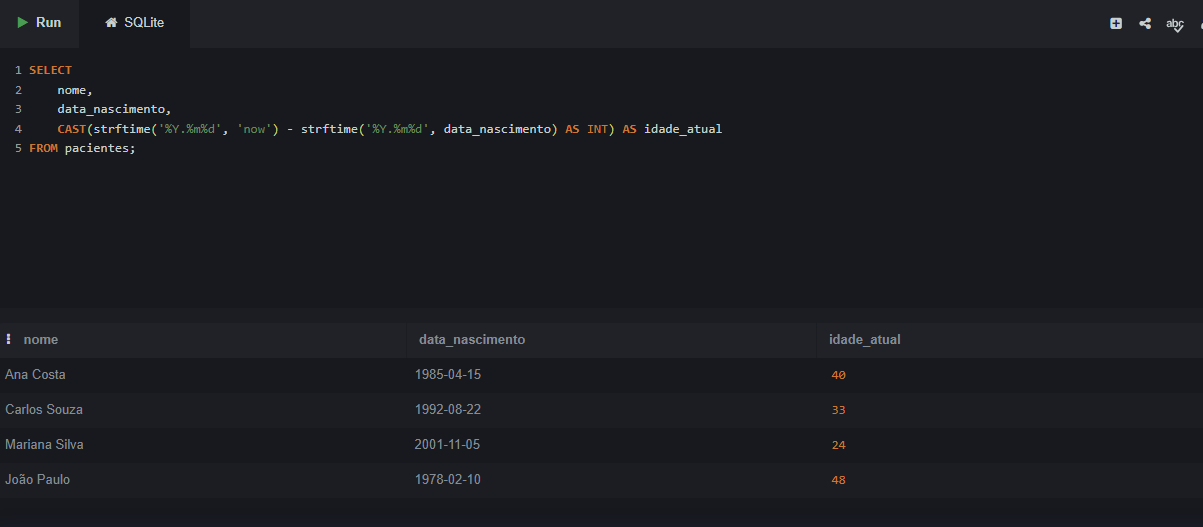 Run SQLite abc
1 SELECT
2 nome,
3 data_nascimento,
4 CAST(strftime('%Y.%m%d', 'now') - strftime('%Y.%m%d', data_nascimento) AS INT) AS idade_atual
5 FROM pacientes;
nome data_nascimento idade_atual
Ana Costa 1985-04-15 40
Carlos Souza 1992-08-22 33
Mariana Silva 2001-11-05 24
João Paulo 1978-02-10 48